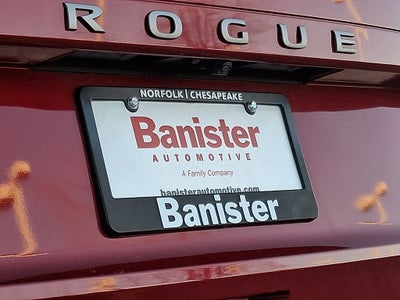 ROGUE
NORFOLK | CHESAPEAKE
Banister
AUTOMOTIVE
A Family Company
banisterautomotive.com
Banister